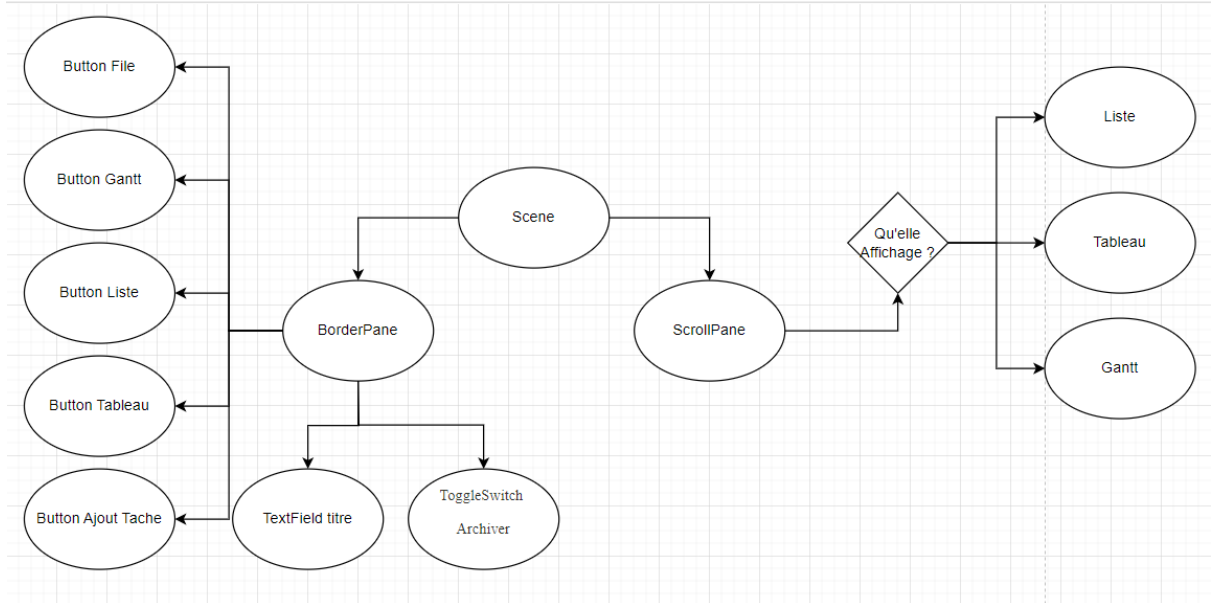 Button File
Button Gantt
Button Liste
Button Tableau
Button Ajout Tache
Scene
BorderPane
TextField titre
ToggleSwitch
Archiver
ScrollPane
Qu'elle
Affichage ?
Liste
Tableau
Gantt